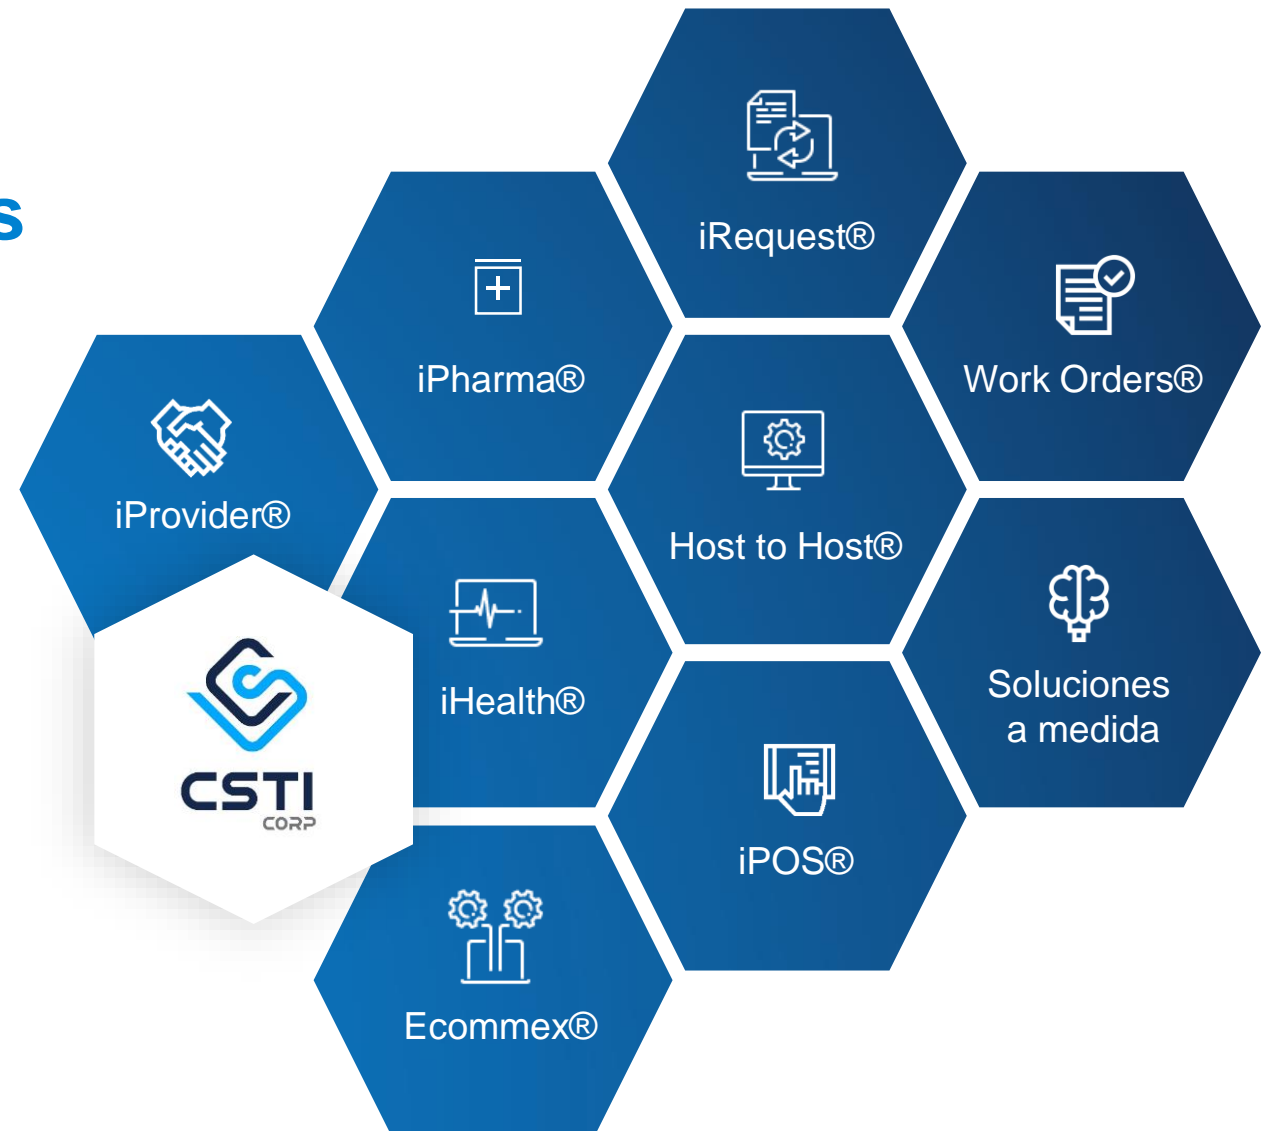 s
iRequest®
iPharma®
Work Orders®
iProvider®
Host to Host®
iHealth®
Soluciones
a medida
CSTI
CORP
iPOS®
Ecommex®